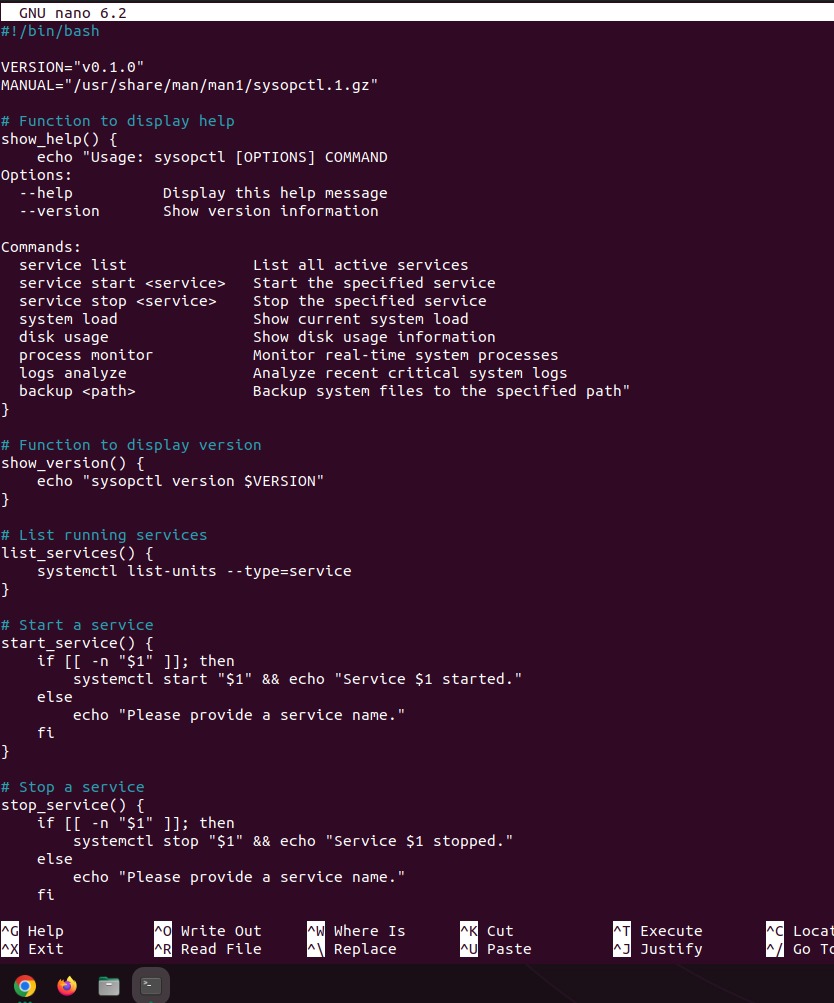 GNU nano 6.2
#!/bin/bash
VERSION="v0.1.0"
MANUAL="/usr/share/man/man1/sysopctl.1.gz"
# Function to display help
show_help() {
    echo "Usage: sysopctl [OPTIONS] COMMAND
Options:
  --help          Display this help message
  --version       Show version information
Commands:
  service list              List all active services
  service start <service>   Start the specified service
  service stop <service>    Stop the specified service
  system load               Show current system load
  disk usage                Show disk usage information
  process monitor           Monitor real-time system processes
  logs analyze              Analyze recent critical system logs
  backup <path>             Backup system files to the specified path"
}
# Function to display version
show_version() {
    echo "sysopctl version $VERSION"
}
# List running services
list_services() {
    systemctl list-units --type=service
}
# Start a service
start_service() {
    if [[ -n "$1" ]]; then
        systemctl start "$1" && echo "Service $1 started."
    else
        echo "Please provide a service name."
    fi
}
# Stop a service
stop_service() {
    if [[ -n "$1" ]]; then
        systemctl stop "$1" && echo "Service $1 stopped."
    else
        echo "Please provide a service name."
    fi
^G Help ^O Write Out ^W Where Is ^K Cut ^T Execute ^C Locat
^X Exit ^R Read File ^\ Replace ^U Paste ^J Justify ^/ Go To